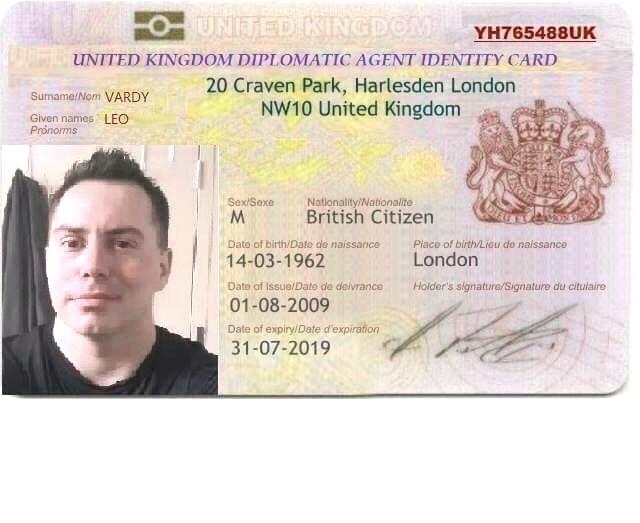 UNITED KINGDOM
YH765488UK
UNITED KINGDOM DIPLOMATIC AGENT IDENTITY CARD
20 Craven Park, Harlesden London
NW10 United Kingdom
Surname/Nom VARDY
Given names LEO
Prónorms
Sex/Sexe Nationality/Nationalite
M British Citizen
Date of birth/Date de naissance Place of birth/Lieu de naissance
14-03-1962 London
Date of Issue/Date de deivrance Holder's signature/Signature du citulaire
01-08-2009
Date of expiry/Date d'expiration
31-07-2019